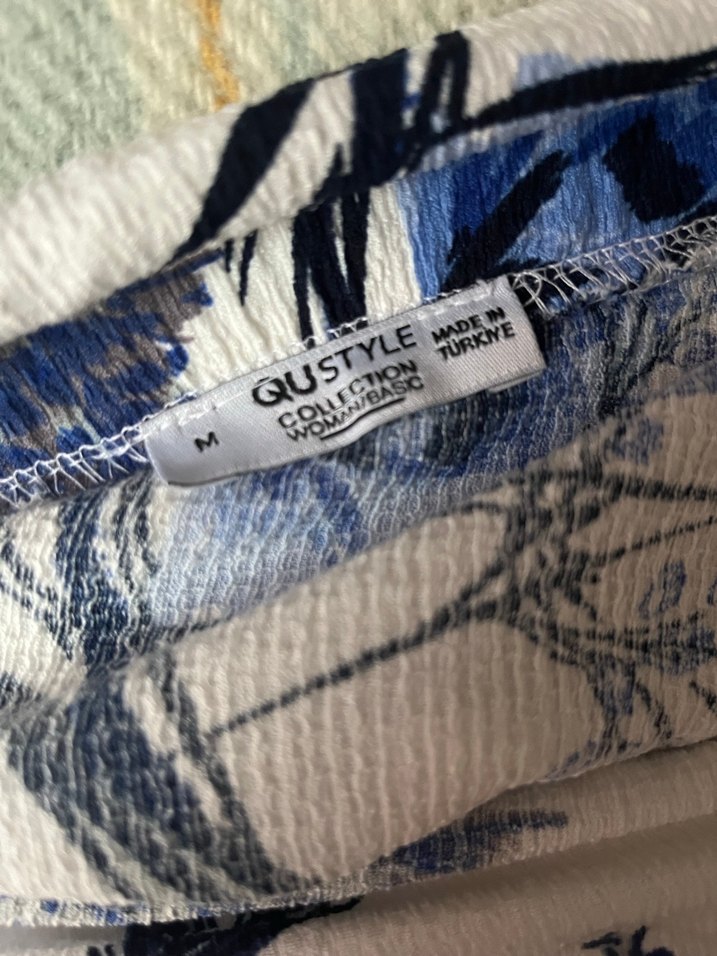 M
QUSTYLE
COLLECTION
WOMAN/BASIC
MADE IN
TÜRKİYE